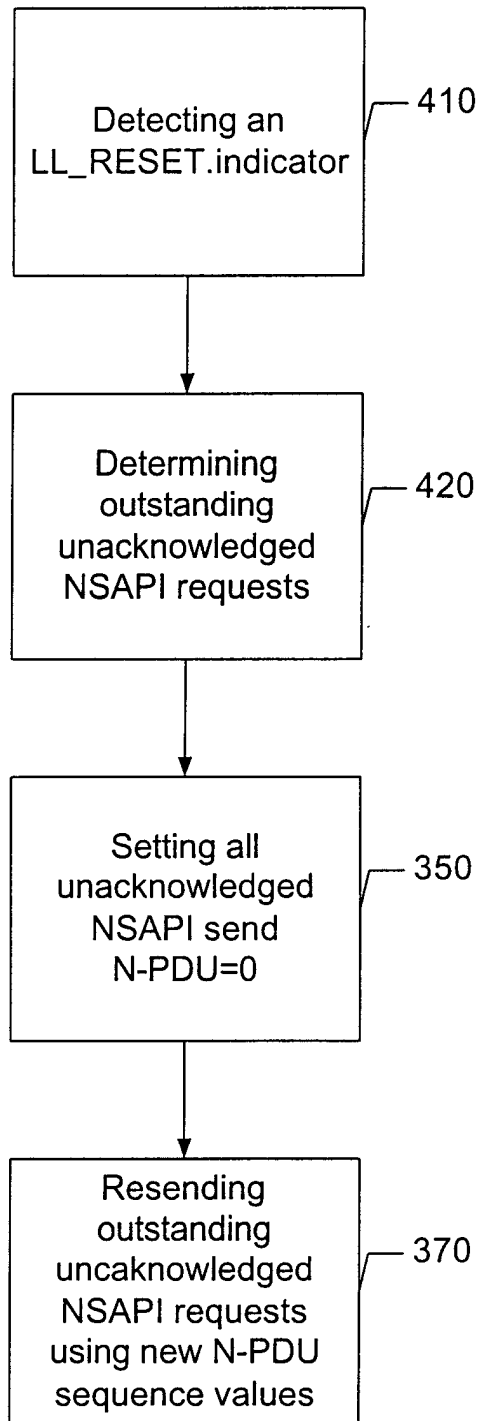 Detecting an
LL_RESET.indicator
410
Determining
outstanding
unacknowledged
NSAPI requests
420
Setting all
unacknowledged
NSAPI send
N-PDU=0
350
Resending
outstanding
uncaknowledged
NSAPI requests
using new N-PDU
sequence values
370